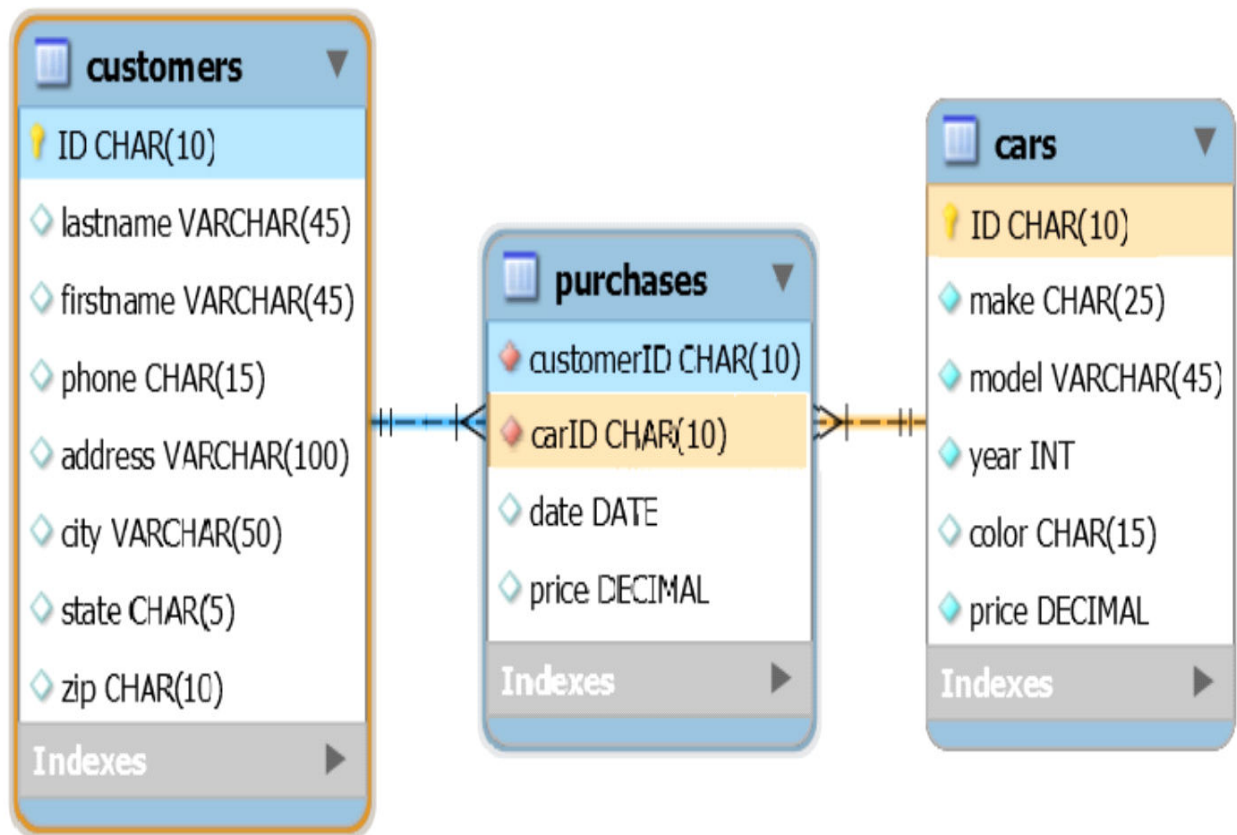 customers
ID CHAR(10)
lastname VARCHAR(45)
firstname VARCHAR(45)
phone CHAR(15)
address VARCHAR(100)
city VARCHAR(50)
state CHAR(5)
zip CHAR(10)
Indexes
purchases
customerID CHAR(10)
carID CHAR(10)
date DATE
price DECIMAL
Indexes
cars
ID CHAR(10)
make CHAR(25)
model VARCHAR(45)
year INT
color CHAR(15)
price DECIMAL
Indexes